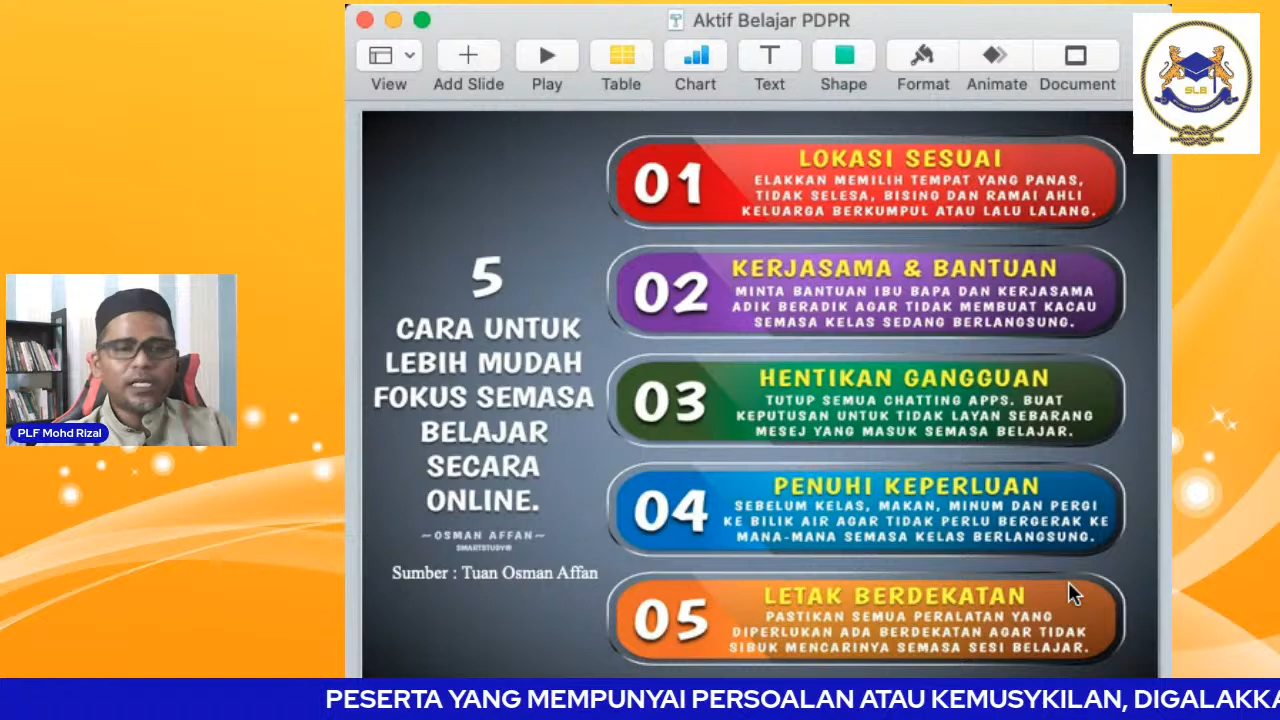 Aktif Belajar PDPR
View
Add Slide
Play
Table
Chart
Text
Shape
Format
Animate
Document
SLB
5
CARA UNTUK
LEBIH MUDAH
FOKUS SEMASA
BELAJAR
SECARA
ONLINE.
—OSMAN AFFAN—
SMARTSTUDY®
Sumber : Tuan Osman Affan
01
LOKASI SESUAI
ELAKKAN MEMILIH TEMPAT YANG PANAS,
TIDAK SELESA, BISING DAN RAMAI AHLI
KELUARGA BERKUMPUL ATAU LALU LALANG.
02
KERJASAMA & BANTUAN
MINTA BANTUAN IBU BAPA DAN KERJASAMA
ADIK BERADIK AGAR TIDAK MEMBUAT KACAU
SEMASA KELAS SEDANG BERLANGSUNG.
03
HENTIKAN GANGGUAN
TUTUP SEMUA CHATTING APPS. BUAT
KEPUTUSAN UNTUK TIDAK LAYAN SEBARANG
MESEJ YANG MASUK SEMASA BELAJAR.
04
PENUHI KEPERLUAN
SEBELUM KELAS, MAKAN, MINUM DAN PERGI
KE BILIK AIR AGAR TIDAK PERLU BERGERAK KE
MANA-MANA SEMASA KELAS BERLANGSUNG.
05
LETAK BERDEKATAN
PASTIKAN SEMUA PERALATAN YANG
DIPERLUKAN ADA BERDEKATAN AGAR TIDAK
SIBUK MENCARINYA SEMASA SESI BELAJAR.
PLF Mohd Rizal
PESERTA YANG MEMPUNYAI PERSOALAN ATAU KEMUSYKILAN, DIGALAKKA